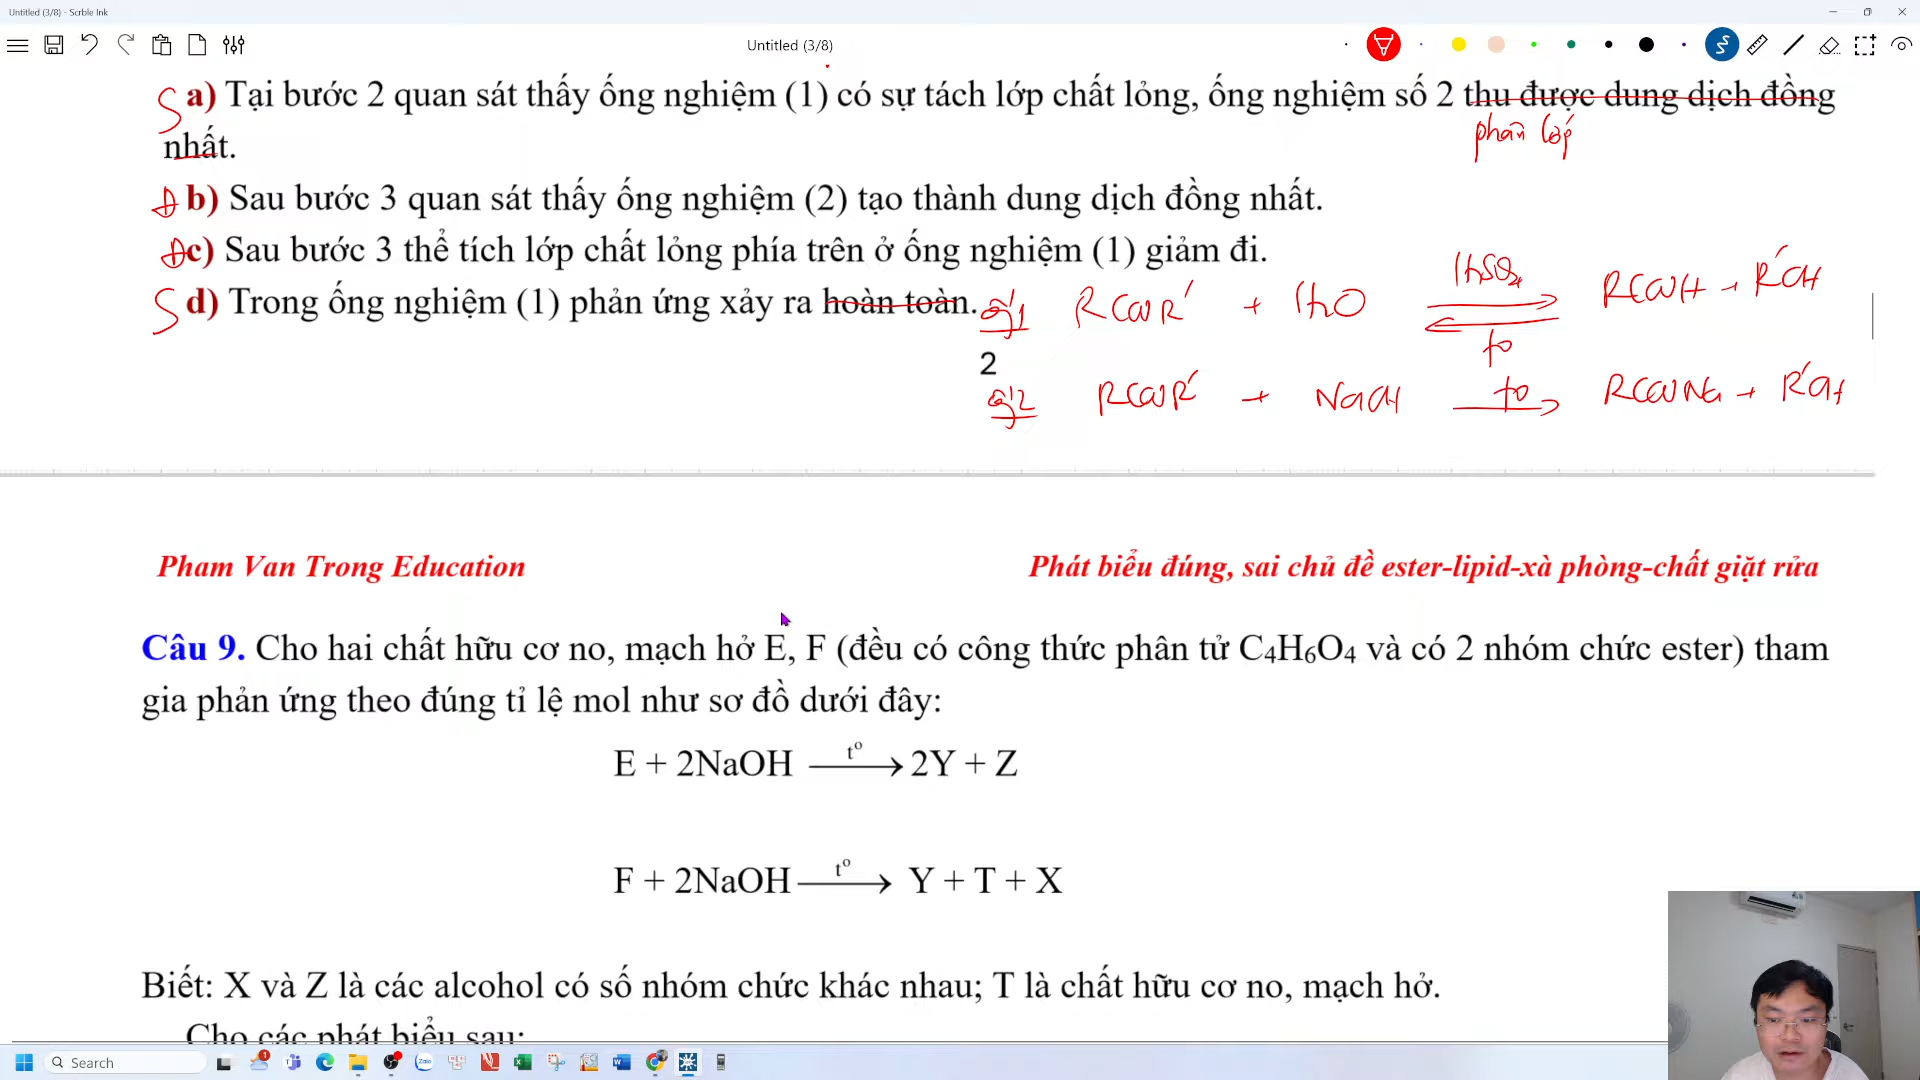 Untitled (3/8) - Scrble Ink
Untitled (3/8)
S a) Tại bước 2 quan sát thấy ống nghiệm (1) có sự tách lớp chất lỏng, ống nghiệm số 2 thu được dung dịch đồng
phân lớp
nhất.
Đ b) Sau bước 3 quan sát thấy ống nghiệm (2) tạo thành dung dịch đồng nhất.
Đ c) Sau bước 3 thể tích lớp chất lỏng phía trên ở ống nghiệm (1) giảm đi.
S d) Trong ống nghiệm (1) phản ứng xảy ra hoàn toàn.
RCOOR' + H2O H2SO4 to RCOOH + R'OH
2
RCOOR' + NaOH to RCOONa + R'OH
Pham Van Trong Education
Phát biểu đúng, sai chủ đề ester-lipid-xà phòng-chất giặt rửa
Câu 9. Cho hai chất hữu cơ no, mạch hở E, F (đều có công thức phân tử C4H6O4 và có 2 nhóm chức ester) tham
gia phản ứng theo đúng tỉ lệ mol như sơ đồ dưới đây:
E + 2NaOH —tº→ 2Y + Z
F + 2NaOH —tº→ Y + T + X
Biết: X và Z là các alcohol có số nhóm chức khác nhau; T là chất hữu cơ no, mạch hở.
Cho các phát biểu sau:
Search